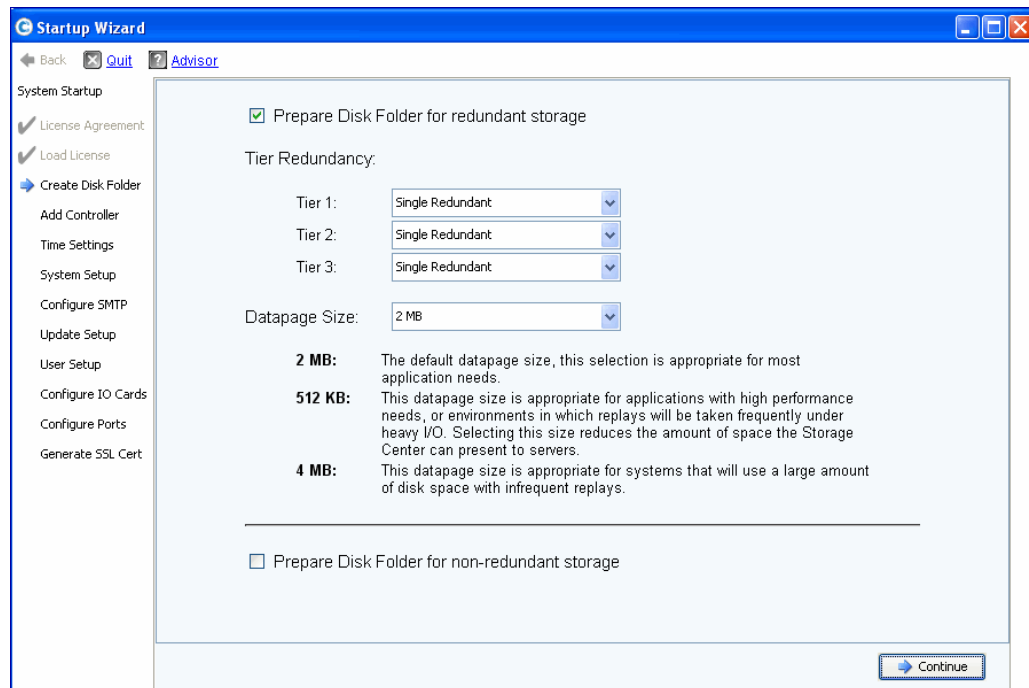 Startup Wizard
Back Quit Advisor
System Startup
License Agreement
Load License
Create Disk Folder
Add Controller
Time Settings
System Setup
Configure SMTP
Update Setup
User Setup
Configure IO Cards
Configure Ports
Generate SSL Cert
Prepare Disk Folder for redundant storage
Tier Redundancy:
Tier 1: Single Redundant
Tier 2: Single Redundant
Tier 3: Single Redundant
Datapage Size: 2 MB
2 MB: The default datapage size, this selection is appropriate for most
application needs.
512 KB: This datapage size is appropriate for applications with high performance
needs, or environments in which replays will be taken frequently under
heavy I/O. Selecting this size reduces the amount of space the Storage
Center can present to servers.
4 MB: This datapage size is appropriate for systems that will use a large amount
of disk space with infrequent replays.
Prepare Disk Folder for non-redundant storage
Continue